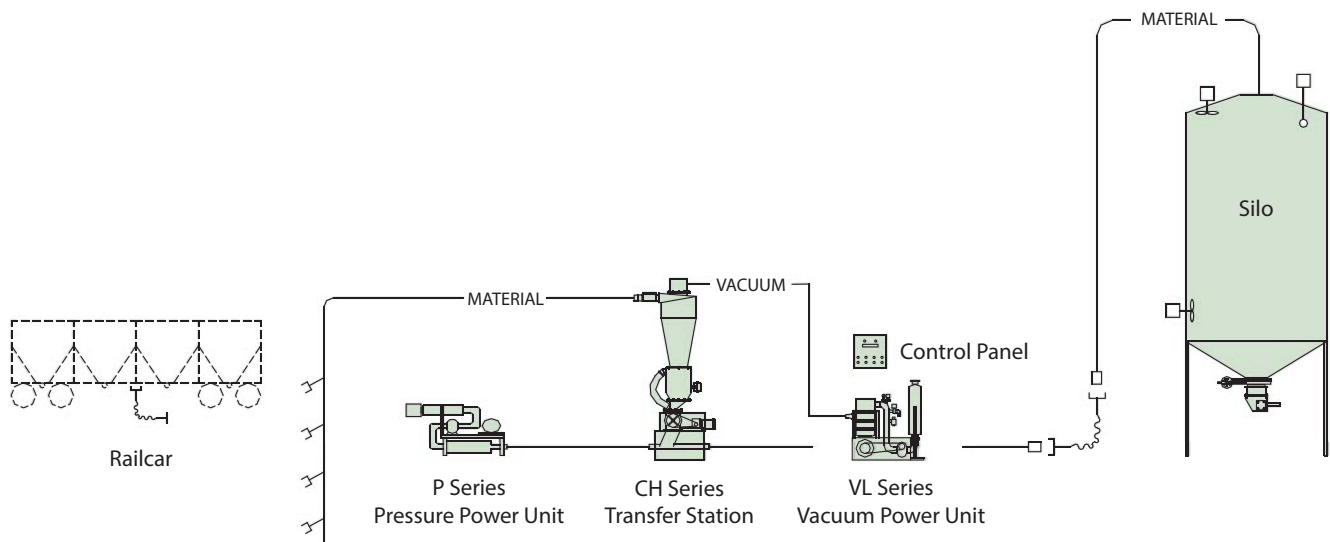 MATERIAL
Silo
MATERIAL
VACUUM
Control Panel
Railcar
P Series
Pressure Power Unit
CH Series
Transfer Station
VL Series
Vacuum Power Unit